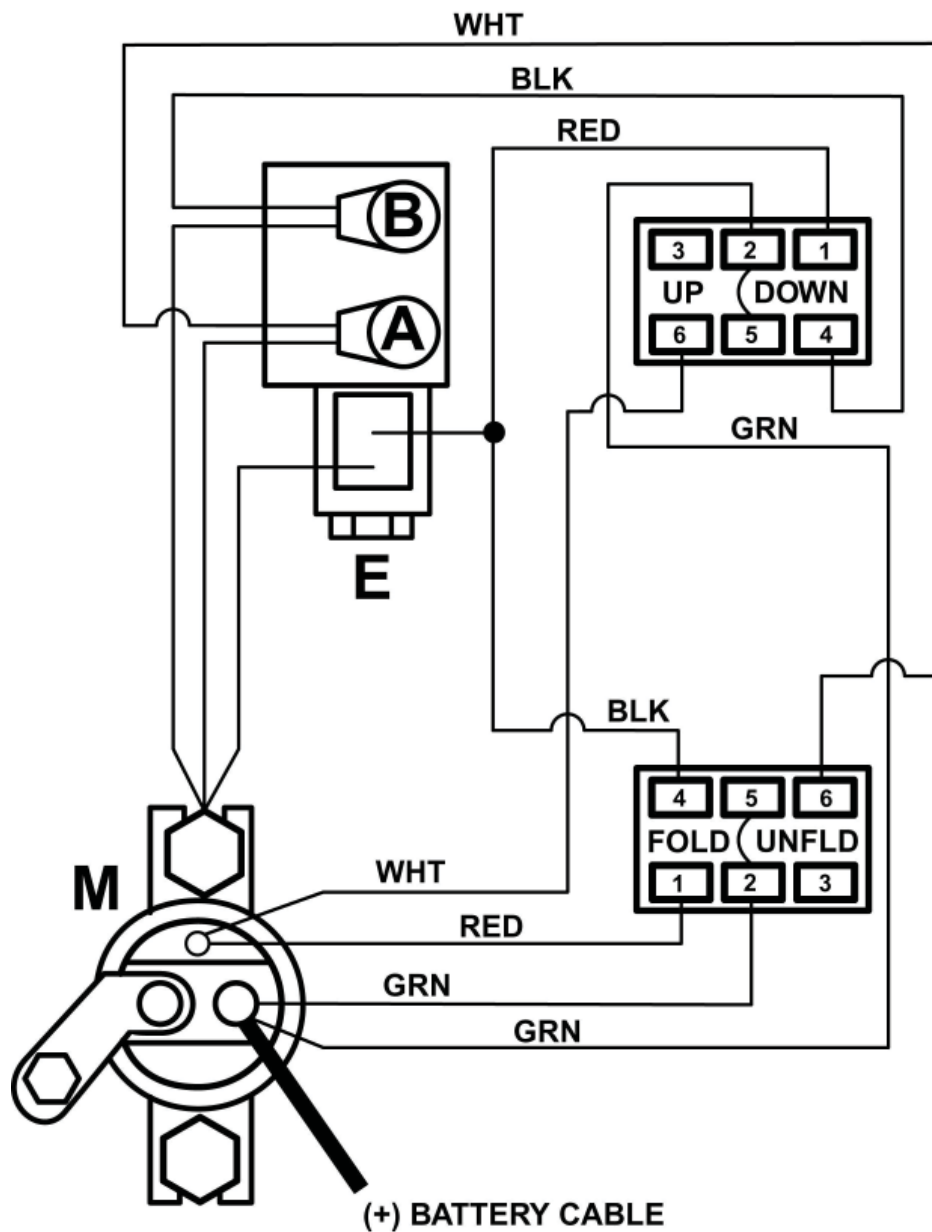 WHT
BLK
RED
B
3 2 1
UP DOWN
A
6 5 4
GRN
E
BLK
4 5 6
FOLD UNFLD
M
WHT
1 2 3
RED
GRN
GRN
(+) BATTERY CABLE